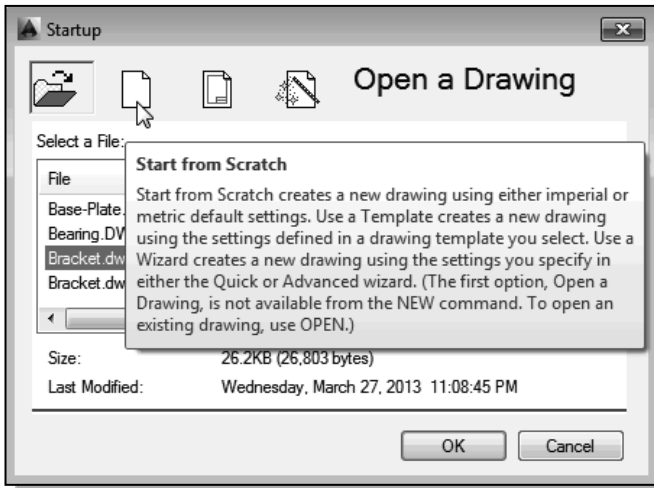 Startup
Open a Drawing
Select a File:
File
Start from Scratch
Start from Scratch creates a new drawing using either imperial or
metric default settings. Use a Template creates a new drawing
using the settings defined in a drawing template you select. Use a
Wizard creates a new drawing using the settings you specify in
either the Quick or Advanced wizard. (The first option, Open a
Drawing, is not available from the NEW command. To open an
existing drawing, use OPEN.)
Base-Plate.
Bearing.DW
Bracket.dw
Bracket.dw
Size: 26.2KB (26,803 bytes)
Last Modified: Wednesday, March 27, 2013 11:08:45 PM
OK Cancel